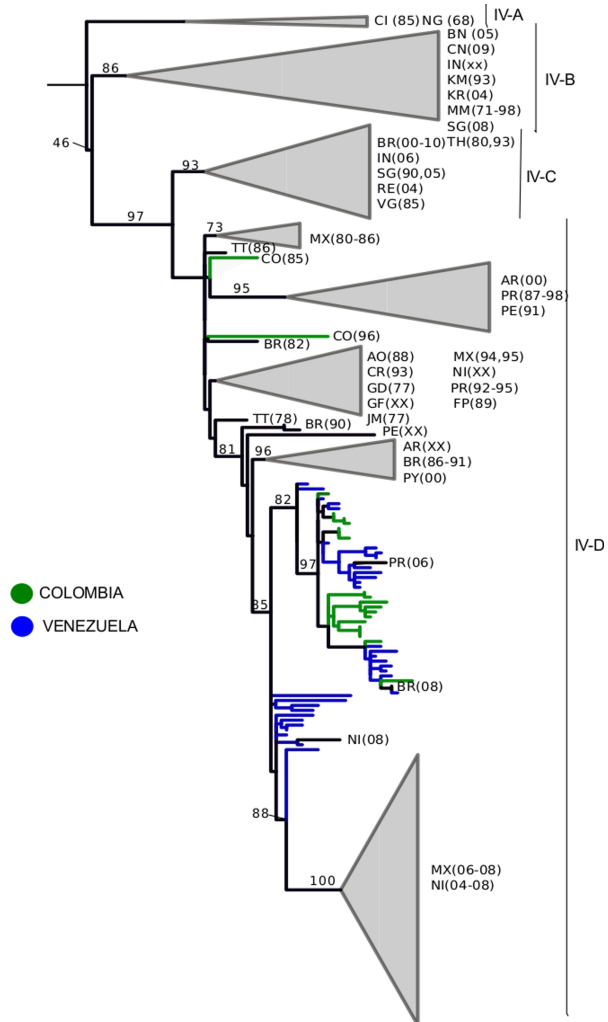 CI (85) NG (68)
IV-A
BN (05)
CN(09)
IN(xx)
KM(93)
KR(04)
MM(71-98)
SG(08)
TH(80,93)
IV-B
86
46
BR(00-10)
IN(06)
SG(90,05)
RE(04)
VG(85)
IV-C
93
97
73
MX(80-86)
TT(86)
CO(85)
95
AR(00)
PR(87-98)
PE(91)
CO(96)
BR(82)
AO(88)
CR(93)
GD(77)
GF(XX)
JM(77)
MX(94,95)
NI(XX)
PR(92-95)
FP(89)
TT(78)
BR(90)
PE(XX)
81
96
AR(XX)
BR(86-91)
PY(00)
82
IV-D
97
PR(06)
COLOMBIA
VENEZUELA
85
BR(08)
NI(08)
88
100
MX(06-08)
NI(04-08)